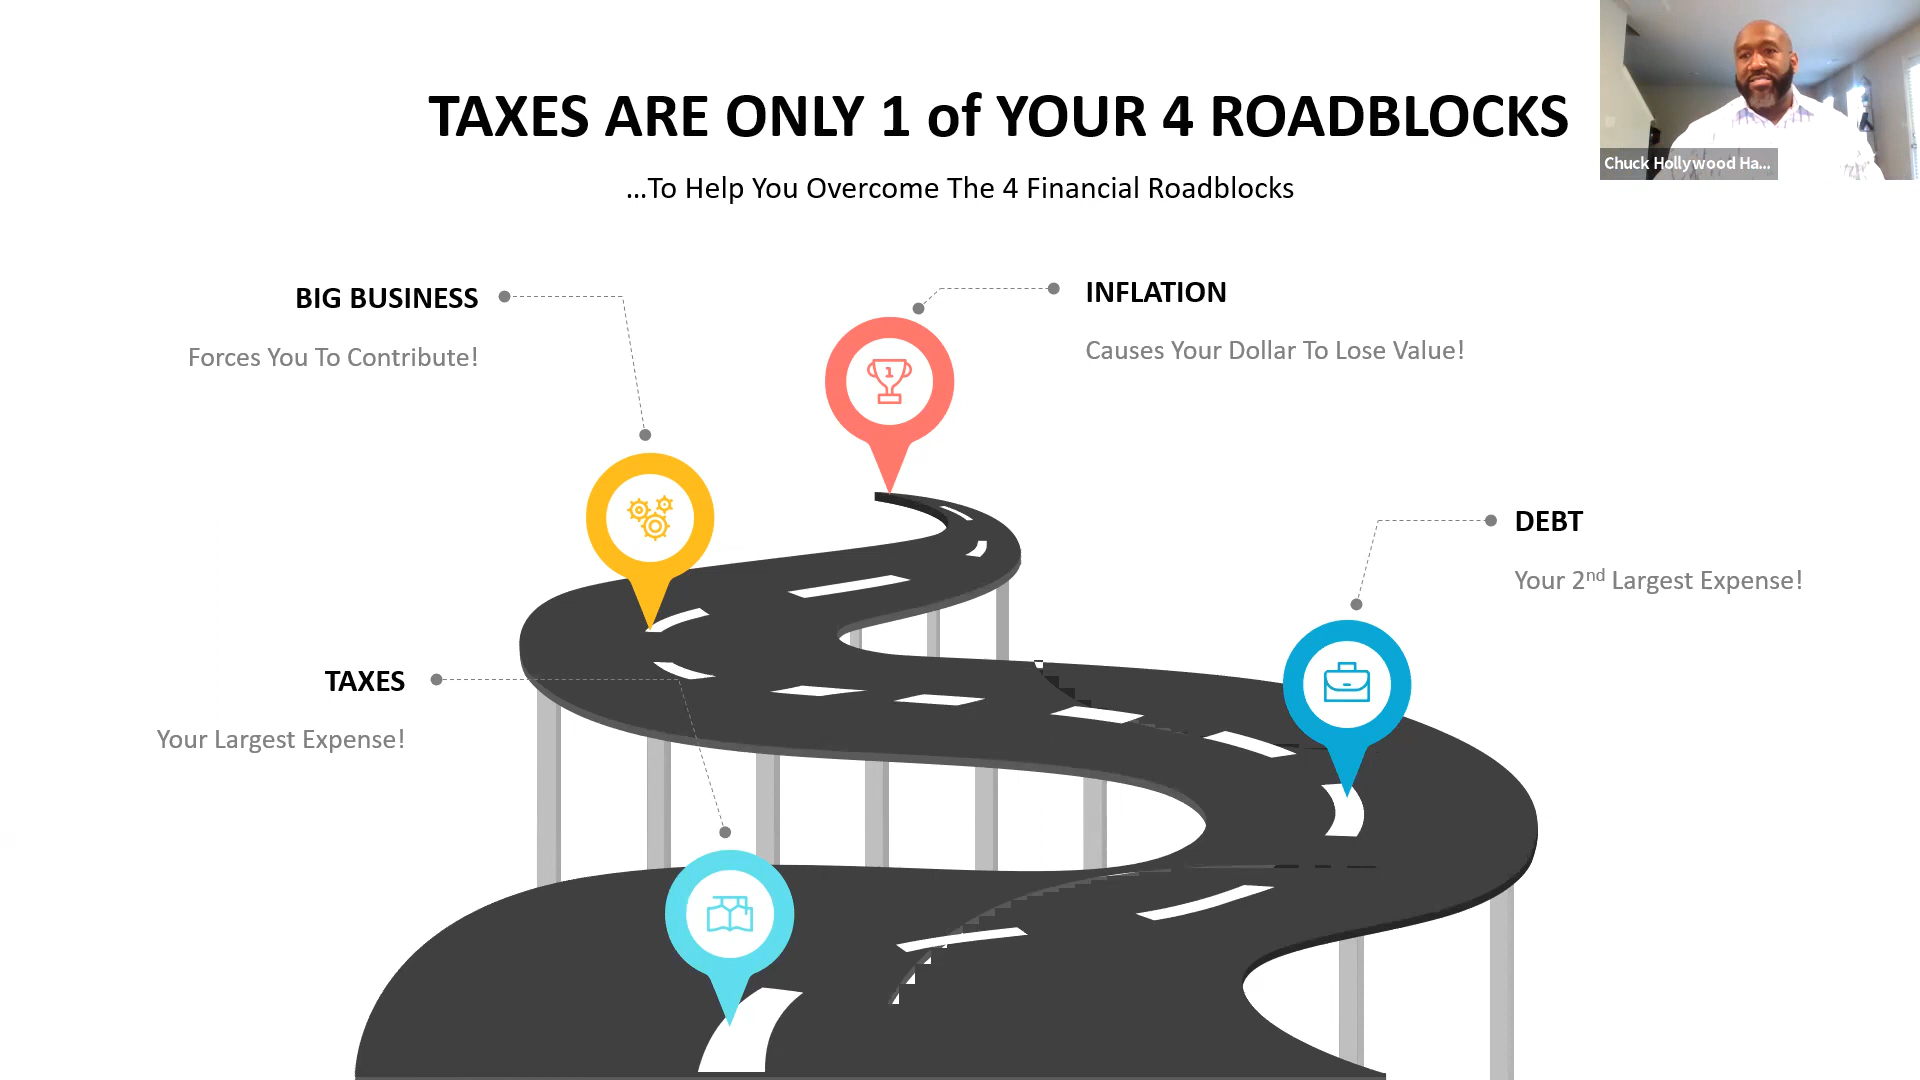 TAXES ARE ONLY 1 of YOUR 4 ROADBLOCKS
...To Help You Overcome The 4 Financial Roadblocks
Chuck Hollywood Ha...
BIG BUSINESS
Forces You To Contribute!
INFLATION
Causes Your Dollar To Lose Value!
1
DEBT
Your 2nd Largest Expense!
TAXES
Your Largest Expense!